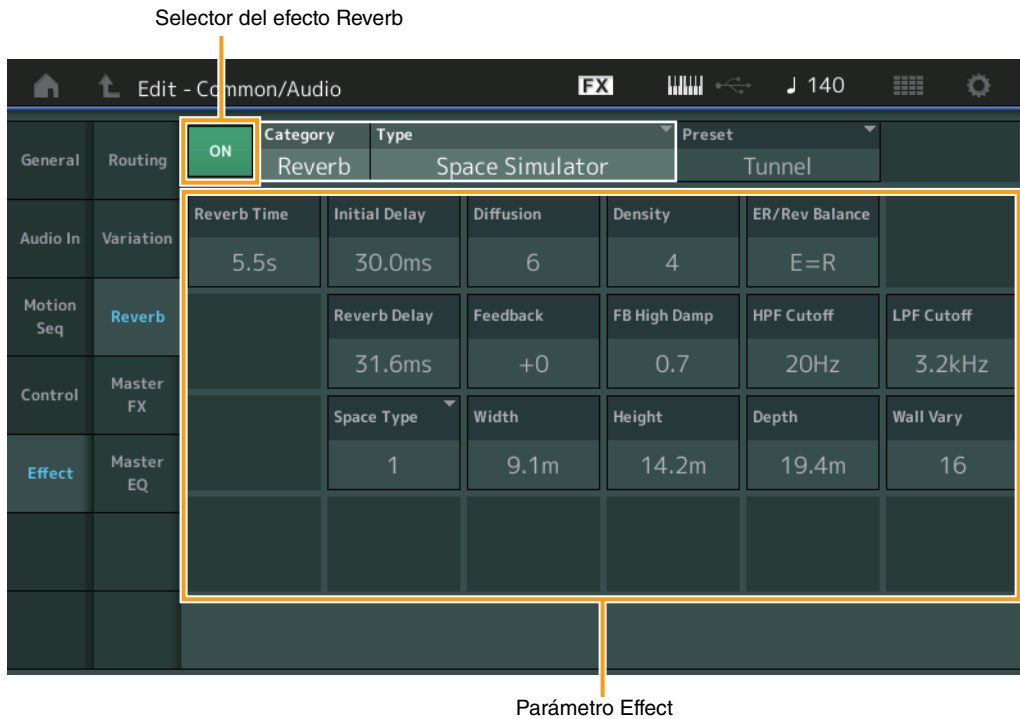 Selector del efecto Reverb
Edit - Common/Audio FX ♩ 140
General Routing ON Category Reverb Type Space Simulator Preset Tunnel
Audio In Variation
Motion Seq Reverb
Control Master FX
Effect Master EQ
Reverb Time Initial Delay Diffusion Density ER/Rev Balance
5.5s 30.0ms 6 4 E=R
Reverb Delay Feedback FB High Damp HPF Cutoff LPF Cutoff
31.6ms +0 0.7 20Hz 3.2kHz
Space Type Width Height Depth Wall Vary
1 9.1m 14.2m 19.4m 16
Parámetro Effect